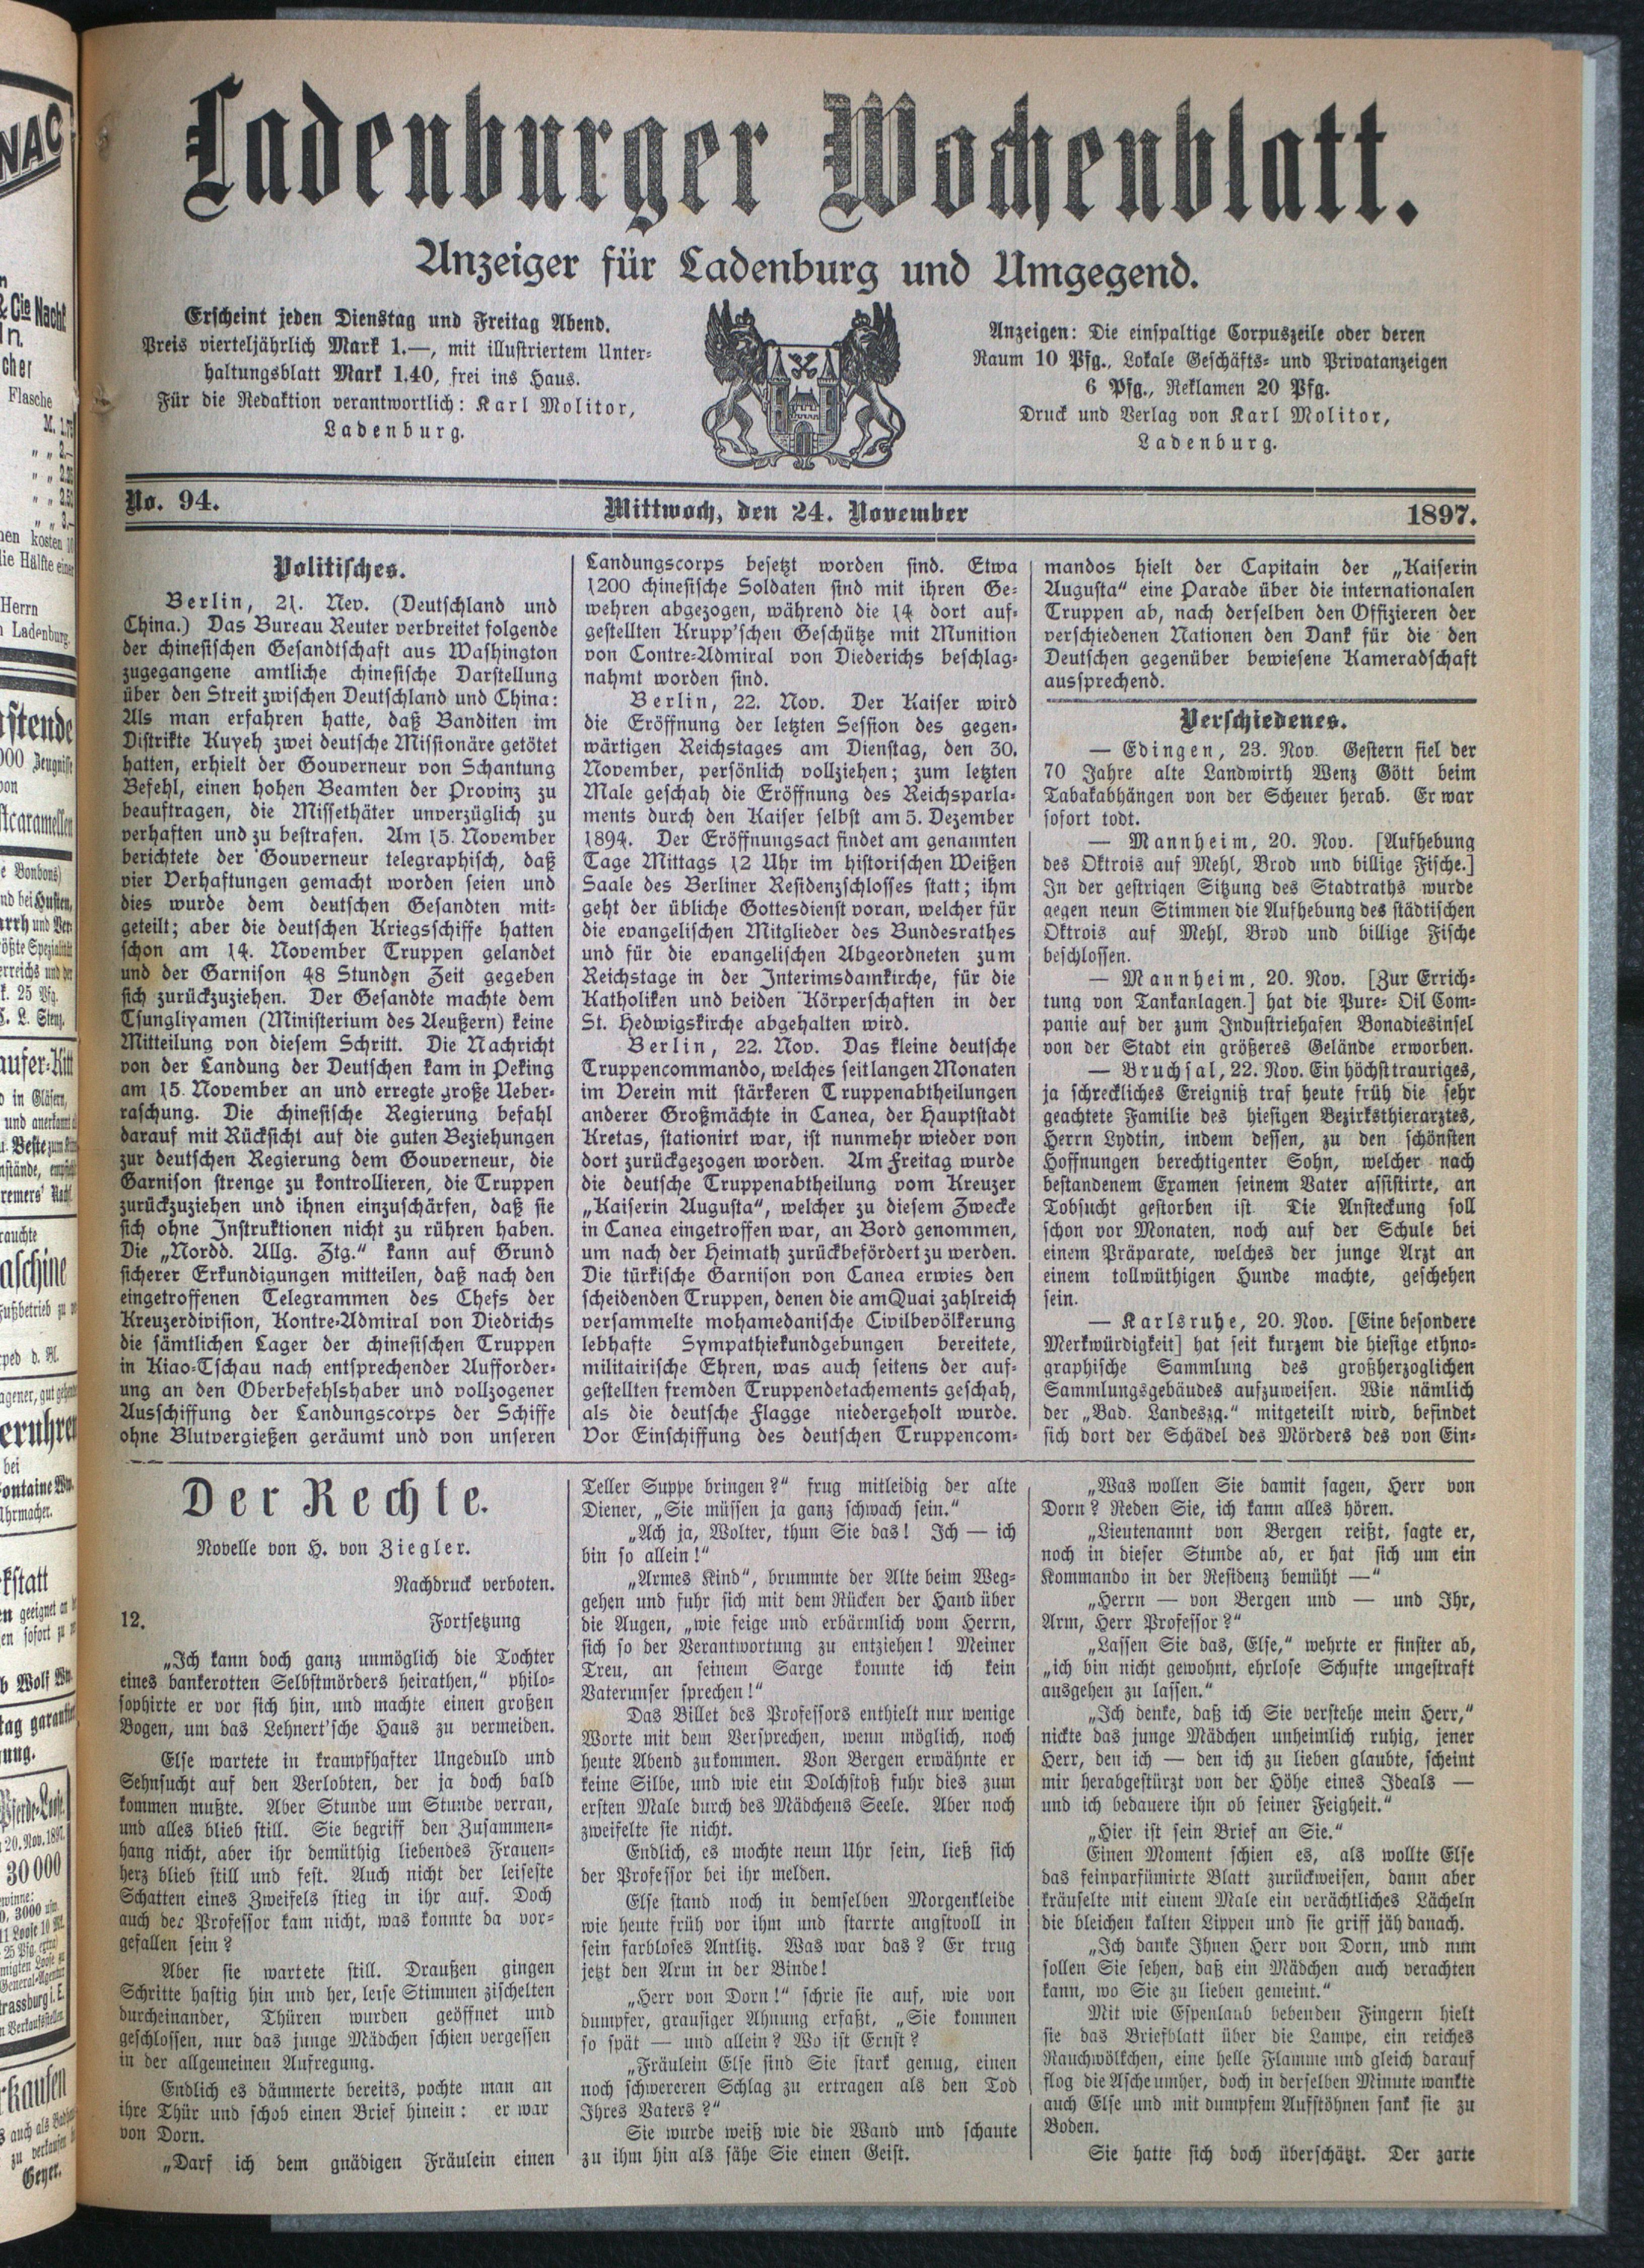 Ladenburger Wochenblatt.
Anzeiger für Ladenburg und Umgegend.
Erscheint jeden Dienstag und Freitag Abend.
Preis vierteljährlich Mark 1.—, mit illustriertem Unter-
haltungsblatt Mark 1.40, frei ins Haus.
Für die Redaktion verantwortlich: Karl Molitor,
Ladenburg.
Anzeigen: Die einspaltige Corpuszeile oder deren
Raum 10 Pfg., Lokale Geschäfts- und Privatanzeigen
6 Pfg., Reklamen 20 Pfg.
Druck und Verlag von Karl Molitor,
Ladenburg.
No. 94.
Mittwoch, den 24. November
1897.
Politisches.
Berlin, 21. Nov. (Deutschland und
China.) Das Bureau Reuter verbreitet folgende
der chinesischen Gesandtschaft aus Washington
zugegangene amtliche chinesische Darstellung
über den Streit zwischen Deutschland und China:
Als man erfahren hatte, daß Banditen im
Distrikte Kuyeh zwei deutsche Missionäre getötet
hatten, erhielt der Gouverneur von Schantung
Befehl, einen hohen Beamten der Provinz zu
beauftragen, die Missethäter unverzüglich zu
verhaften und zu bestrafen. Am 15. November
berichtete der Gouverneur telegraphisch, daß
vier Verhaftungen gemacht worden seien und
dies wurde dem deutschen Gesandten mit-
geteilt; aber die deutschen Kriegsschiffe hatten
schon am 14. November Truppen gelandet
und der Garnison 48 Stunden Zeit gegeben
sich zurückzuziehen. Der Gesandte machte dem
Tsungliyamen (Ministerium des Aeußern) keine
Mitteilung von diesem Schritt. Die Nachricht
von der Landung der Deutschen kam in Peking
am 15. November an und erregte große Ueber-
raschung. Die chinesische Regierung befahl
darauf mit Rücksicht auf die guten Beziehungen
zur deutschen Regierung dem Gouverneur, die
Garnison strenge zu kontrollieren, die Truppen
zurückzuziehen und ihnen einzuschärfen, daß sie
sich ohne Instruktionen nicht zu rühren haben.
Die „Nordd. Allg. Ztg.“ kann auf Grund
sicherer Erkundigungen mitteilen, daß nach den
eingetroffenen Telegrammen des Chefs der
Kreuzerdivision, Kontre-Admiral von Diedrichs
die sämtlichen Lager der chinesischen Truppen
in Kiao-Tschau nach entsprechender Aufforder-
ung an den Oberbefehlshaber und vollzogener
Ausschiffung der Landungscorps der Schiffe
ohne Blutvergießen geräumt und von unseren
Landungscorps besetzt worden sind. Etwa
1200 chinesische Soldaten sind mit ihren Ge-
wehren abgezogen, während die 14 dort auf-
gestellten Krupp'schen Geschütze mit Munition
von Contre-Admiral von Diederichs beschlag-
nahmt worden sind.
Berlin, 22. Nov. Der Kaiser wird
die Eröffnung der letzten Session des gegen-
wärtigen Reichstages am Dienstag, den 30.
November, persönlich vollziehen; zum letzten
Male geschah die Eröffnung des Reichsparla-
ments durch den Kaiser selbst am 5. Dezember
1894. Der Eröffnungsact findet am genannten
Tage Mittags 12 Uhr im historischen Weißen
Saale des Berliner Residenzschlosses statt; ihm
geht der übliche Gottesdienst voran, welcher für
die evangelischen Mitglieder des Bundesrathes
und für die evangelischen Abgeordneten zum
Reichstage in der Interimsdamkirche, für die
Katholiken und beiden Körperschaften in der
St. Hedwigskirche abgehalten wird.
Berlin, 22. Nov. Das kleine deutsche
Truppencommando, welches seit langen Monaten
im Verein mit stärkeren Truppenabtheilungen
anderer Großmächte in Canea, der Hauptstadt
Kretas, stationirt war, ist nunmehr wieder von
dort zurückgezogen worden. Am Freitag wurde
die deutsche Truppenabtheilung vom Kreuzer
„Kaiserin Augusta“, welcher zu diesem Zwecke
in Canea eingetroffen war, an Bord genommen,
um nach der Heimath zurückbefördert zu werden.
Die türkische Garnison von Canea erwies den
scheidenden Truppen, denen die am Quai zahlreich
versammelte mohamedanische Civilbevölkerung
lebhafte Sympathiekundgebungen bereitete,
militairische Ehren, was auch seitens der auf-
gestellten fremden Truppendetachements geschah,
als die deutsche Flagge niedergeholt wurde.
Vor Einschiffung des deutschen Truppencom-
mandos hielt der Capitain der „Kaiserin
Augusta“ eine Parade über die internationalen
Truppen ab, nach derselben den Offizieren der
verschiedenen Nationen den Dank für die den
Deutschen gegenüber bewiesene Kameradschaft
aussprechend.
Verschiedenes.
— Edingen, 23. Nov. Gestern fiel der
70 Jahre alte Landwirth Wenz Gött beim
Tabakabhängen von der Scheuer herab. Er war
sofort todt.
— Mannheim, 20. Nov. [Aufhebung
des Oktrois auf Mehl, Brod und billige Fische.]
In der gestrigen Sitzung des Stadtraths wurde
gegen neun Stimmen die Aufhebung des städtischen
Oktrois auf Mehl, Brod und billige Fische
beschlossen.
— Mannheim, 20. Nov. [Zur Errich-
tung von Tankanlagen.] hat die Pure- Oil Com-
panie auf der zum Industriehafen Bonadiesinsel
von der Stadt ein größeres Gelände erworben.
— Bruchsal, 22. Nov. Ein höchst trauriges,
ja schreckliches Ereigniß traf heute früh die sehr
geachtete Familie des hiesigen Bezirksthierarztes,
Herrn Lydtin, indem dessen, zu den schönsten
Hoffnungen berechtigenter Sohn, welcher nach
bestandenem Examen seinem Vater assistirte, an
Tobsucht gestorben ist. Die Ansteckung soll
schon vor Monaten, noch auf der Schule bei
einem Präparate, welches der junge Arzt an
einem tollwüthigen Hunde machte, geschehen
sein.
— Karlsruhe, 20. Nov. [Eine besondere
Merkwürdigkeit] hat seit kurzem die hiesige ethno-
graphische Sammlung des großherzoglichen
Sammlungsgebäudes aufzuweisen. Wie nämlich
der „Bad. Landeszg.“ mitgeteilt wird, befindet
sich dort der Schädel des Mörders des von Ein-
Der Rechte.
Novelle von H. von Ziegler.
Nachdruck verboten.
12. Fortsetzung
„Ich kann doch ganz unmöglich die Tochter
eines bankerotten Selbstmörders heirathen,“ philo-
sophirte er vor sich hin, und machte einen großen
Bogen, um das Lehnert'sche Haus zu vermeiden.
Else wartete in krampfhafter Ungeduld und
Sehnsucht auf den Verlobten, der ja doch bald
kommen mußte. Aber Stunde um Stunde verran,
und alles blieb still. Sie begriff den Zusammen-
hang nicht, aber ihr demüthig liebendes Frauen-
herz blieb still und fest. Auch nicht der leiseste
Schatten eines Zweifels stieg in ihr auf. Doch
auch der Professor kam nicht, was konnte da vor-
gefallen sein?
Aber sie wartete still. Draußen gingen
Schritte hastig hin und her, leise Stimmen zischelten
durcheinander, Thüren wurden geöffnet und
geschlossen, nur das junge Mädchen schien vergessen
in der allgemeinen Aufregung.
Endlich es dämmerte bereits, pochte man an
ihre Thür und schob einen Brief hinein: er war
von Dorn.
„Darf ich dem gnädigen Fräulein einen
Teller Suppe bringen?“ frug mitleidig der alte
Diener, „Sie müssen ja ganz schwach sein.“
„Ach ja, Wolter, thun Sie das! Ich — ich
bin so allein!“
„Armes Kind“, brummte der Alte beim Weg-
gehen und fuhr sich mit dem Rücken der Hand über
die Augen, „wie feige und erbärmlich vom Herrn,
sich so der Verantwortung zu entziehen! Meiner
Treu, an seinem Sarge konnte ich kein
Vaterunser sprechen!“
Das Billet des Professors enthielt nur wenige
Worte mit dem Versprechen, wenn möglich, noch
heute Abend zu kommen. Von Bergen erwähnte er
keine Silbe, und wie ein Dolchstoß fuhr dies zum
ersten Male durch des Mädchens Seele. Aber noch
zweifelte sie nicht.
Endlich, es mochte neun Uhr sein, ließ sich
der Professor bei ihr melden.
Else stand noch in demselben Morgenkleide
wie heute früh vor ihm und starrte angstvoll in
sein farbloses Antlitz. Was war das? Er trug
jetzt den Arm in der Binde!
„Herr von Dorn!“ schrie sie auf, wie von
dumpfer, grausiger Ahnung erfaßt, „Sie kommen
so spät — und allein? Wo ist Ernst?
„Fräulein Else sind Sie stark genug, einen
noch schwereren Schlag zu ertragen als den Tod
Ihres Vaters?“
Sie wurde weiß wie die Wand und schaute
zu ihm hin als sähe Sie einen Geist.
„Was wollen Sie damit sagen, Herr von
Dorn? Reden Sie, ich kann alles hören.
„Lieutenannt von Bergen reißt, sagte er,
noch in dieser Stunde ab, er hat sich um ein
Kommando in der Residenz bemüht —“
„Herrn — von Bergen und — und Ihr,
Arm, Herr Professor?“
„Lassen Sie das, Else,“ wehrte er finster ab,
„ich bin nicht gewohnt, ehrlose Schufte ungestraft
ausgehen zu lassen.“
„Ich denke, daß ich Sie verstehe mein Herr,“
nickte das junge Mädchen unheimlich ruhig, jener
Herr, den ich — den ich zu lieben glaubte, scheint
mir herabgestürzt von der Höhe eines Ideals —
und ich bedauere ihn ob seiner Feigheit.“
„Hier ist sein Brief an Sie.“
Einen Moment schien es, als wollte Else
das feinparfümirte Blatt zurückweisen, dann aber
kräuselte mit einem Male ein verächtliches Lächeln
die bleichen kalten Lippen und sie griff jäh danach.
„Ich danke Ihnen Herr von Dorn, und nun
sollen Sie sehen, daß ein Mädchen auch verachten
kann, wo Sie zu lieben gemeint.“
Mit wie Espenlaub bebenden Fingern hielt
sie das Briefblatt über die Lampe, ein reiches
Rauchwölkchen, eine helle Flamme und gleich darauf
flog die Asche umher, doch in derselben Minute wankte
auch Else und mit dumpfem Aufstöhnen sank sie zu
Boden.
Sie hatte sich doch überschätzt. Der zarte